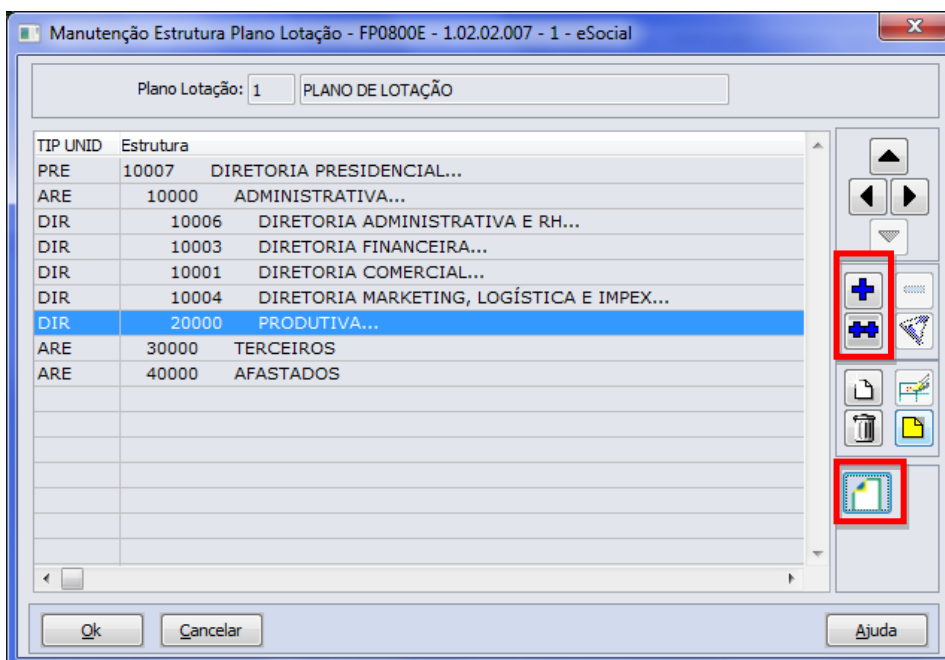 Manutenção Estrutura Plano Lotação - FP0800E - 1.02.02.007 - 1 - eSocial
Plano Lotação: 1 PLANO DE LOTAÇÃO
TIP UNID Estrutura
PRE 10007 DIRETORIA PRESIDENCIAL...
ARE 10000 ADMINISTRATIVA...
DIR 10006 DIRETORIA ADMINISTRATIVA E RH...
DIR 10003 DIRETORIA FINANCEIRA...
DIR 10001 DIRETORIA COMERCIAL...
DIR 10004 DIRETORIA MARKETING, LOGÍSTICA E IMPEX...
DIR 20000 PRODUTIVA...
ARE 30000 TERCEIROS
ARE 40000 AFASTADOS
Ok Cancelar Ajuda